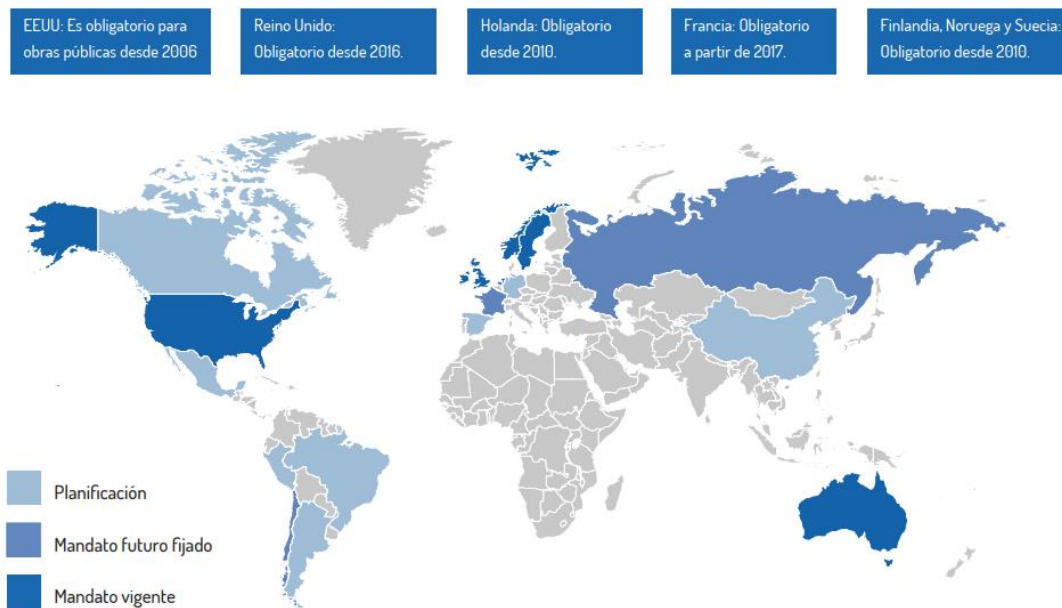 EEUU: Es obligatorio para
obras públicas desde 2006
Reino Unido:
Obligatorio desde 2016.
Holanda: Obligatorio
desde 2010.
Francia: Obligatorio
a partir de 2017.
Finlandia, Noruega y Suecia:
Obligatorio desde 2010.
Planificación
Mandato futuro fijado
Mandato vigente